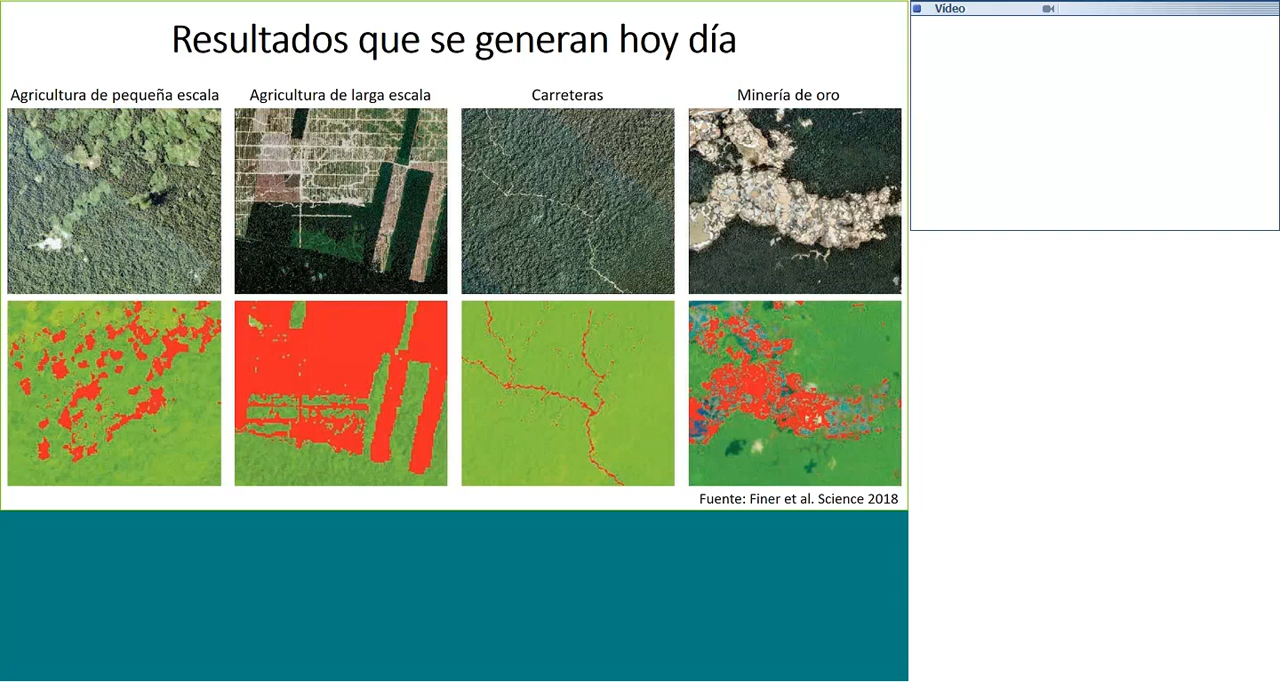 Resultados que se generan hoy día
Agricultura de pequeña escala
Agricultura de larga escala
Carreteras
Minería de oro
Fuente: Finer et al. Science 2018
Vídeo